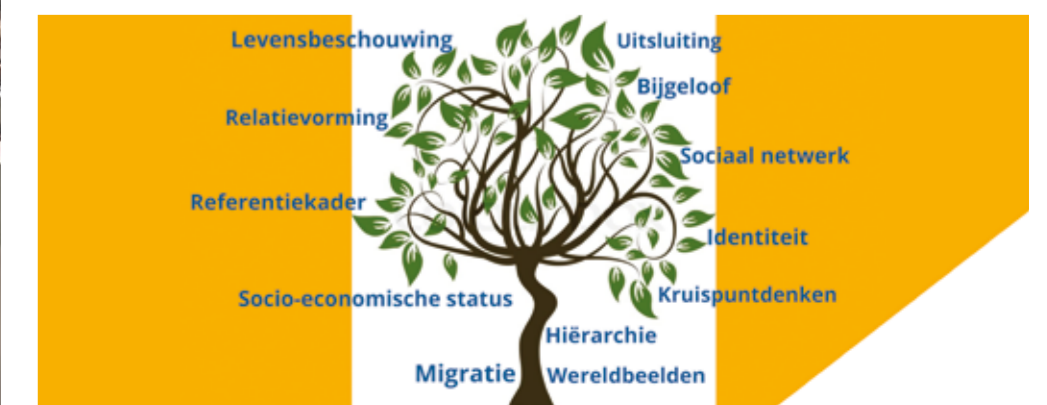 Levensbeschouwing
Uitsluiting
Bijgeloof
Relatievorming
Sociaal netwerk
Referentiekader
Identiteit
Socio-economische status
Kruispuntdenken
Hiërarchie
Migratie
Wereldbeelden